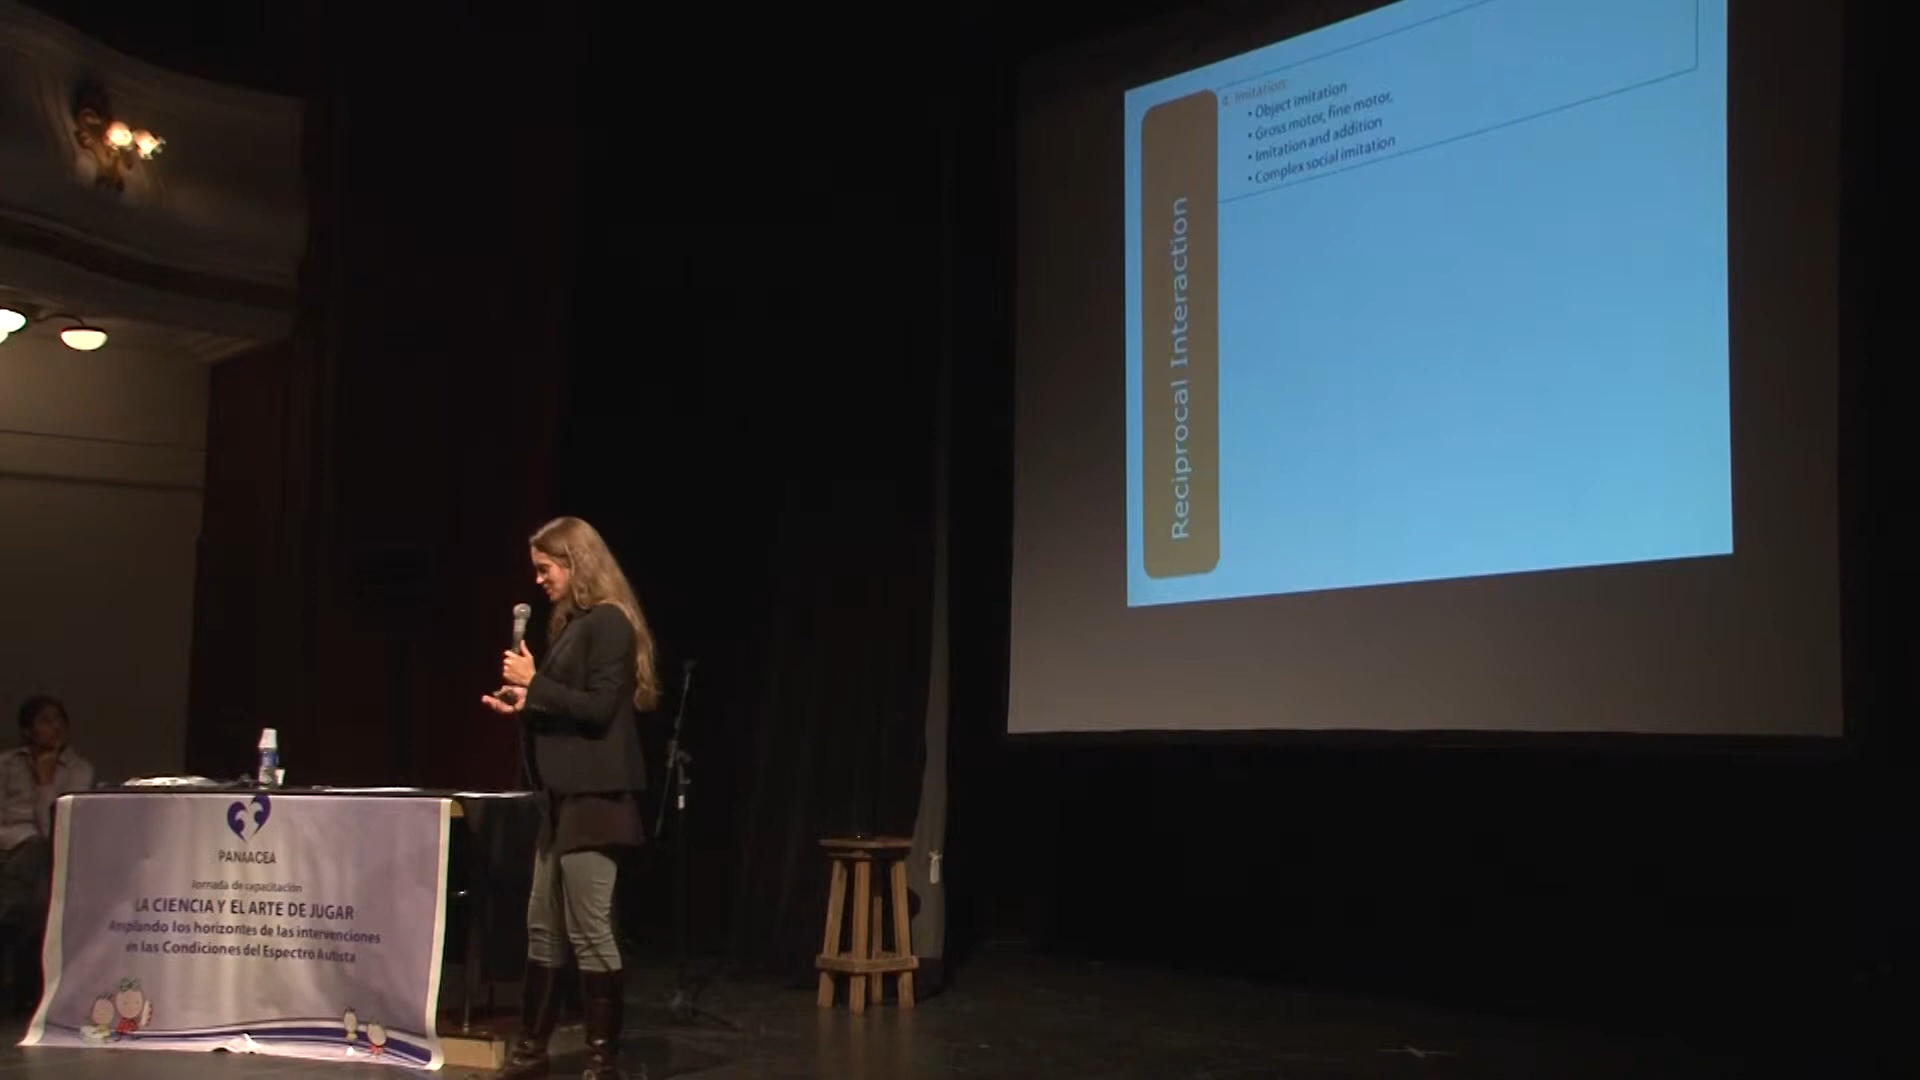 4. Imitation:
• Object imitation
• Gross motor, fine motor,
• Imitation and addition
• Complex social imitation
Reciprocal Interaction
PANAACEA
Jornada de capacitación
LA CIENCIA Y EL ARTE DE JUGAR
Ampliando los horizontes de las intervenciones
en las Condiciones del Espectro Autista